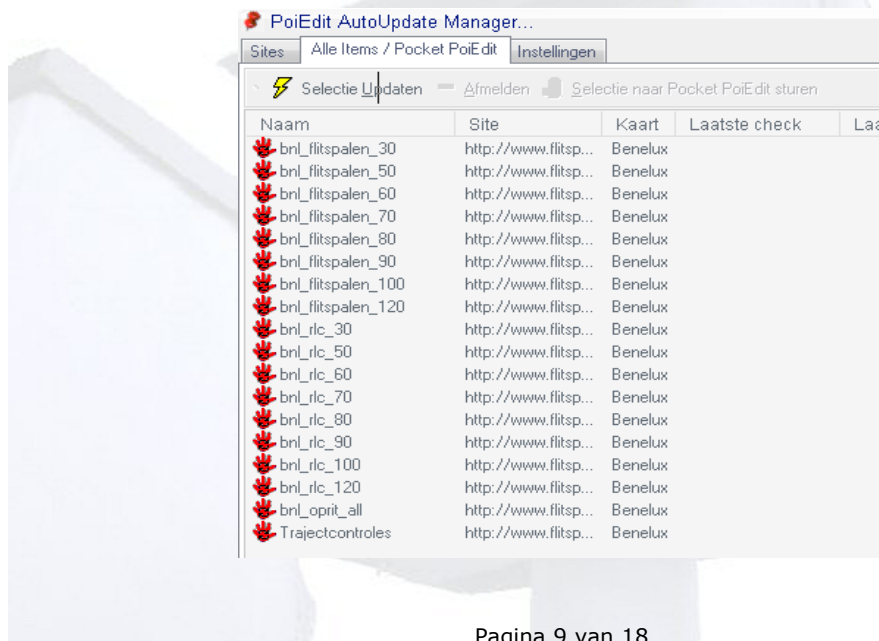 PoiEdit AutoUpdate Manager...
Sites Alle Items / Pocket PoiEdit Instellingen
Selectie Updaten Afmelden Selectie naar Pocket PoiEdit sturen
Naam Site Kaart Laatste check Laa
bnl_flitspalen_30 http://www.flitsp... Benelux
bnl_flitspalen_50 http://www.flitsp... Benelux
bnl_flitspalen_60 http://www.flitsp... Benelux
bnl_flitspalen_70 http://www.flitsp... Benelux
bnl_flitspalen_80 http://www.flitsp... Benelux
bnl_flitspalen_90 http://www.flitsp... Benelux
bnl_flitspalen_100 http://www.flitsp... Benelux
bnl_flitspalen_120 http://www.flitsp... Benelux
bnl_rlc_30 http://www.flitsp... Benelux
bnl_rlc_50 http://www.flitsp... Benelux
bnl_rlc_60 http://www.flitsp... Benelux
bnl_rlc_70 http://www.flitsp... Benelux
bnl_rlc_80 http://www.flitsp... Benelux
bnl_rlc_90 http://www.flitsp... Benelux
bnl_rlc_100 http://www.flitsp... Benelux
bnl_rlc_120 http://www.flitsp... Benelux
bnl_oprit_all http://www.flitsp... Benelux
Trajectcontroles http://www.flitsp... Benelux
Pagina 9 van 18